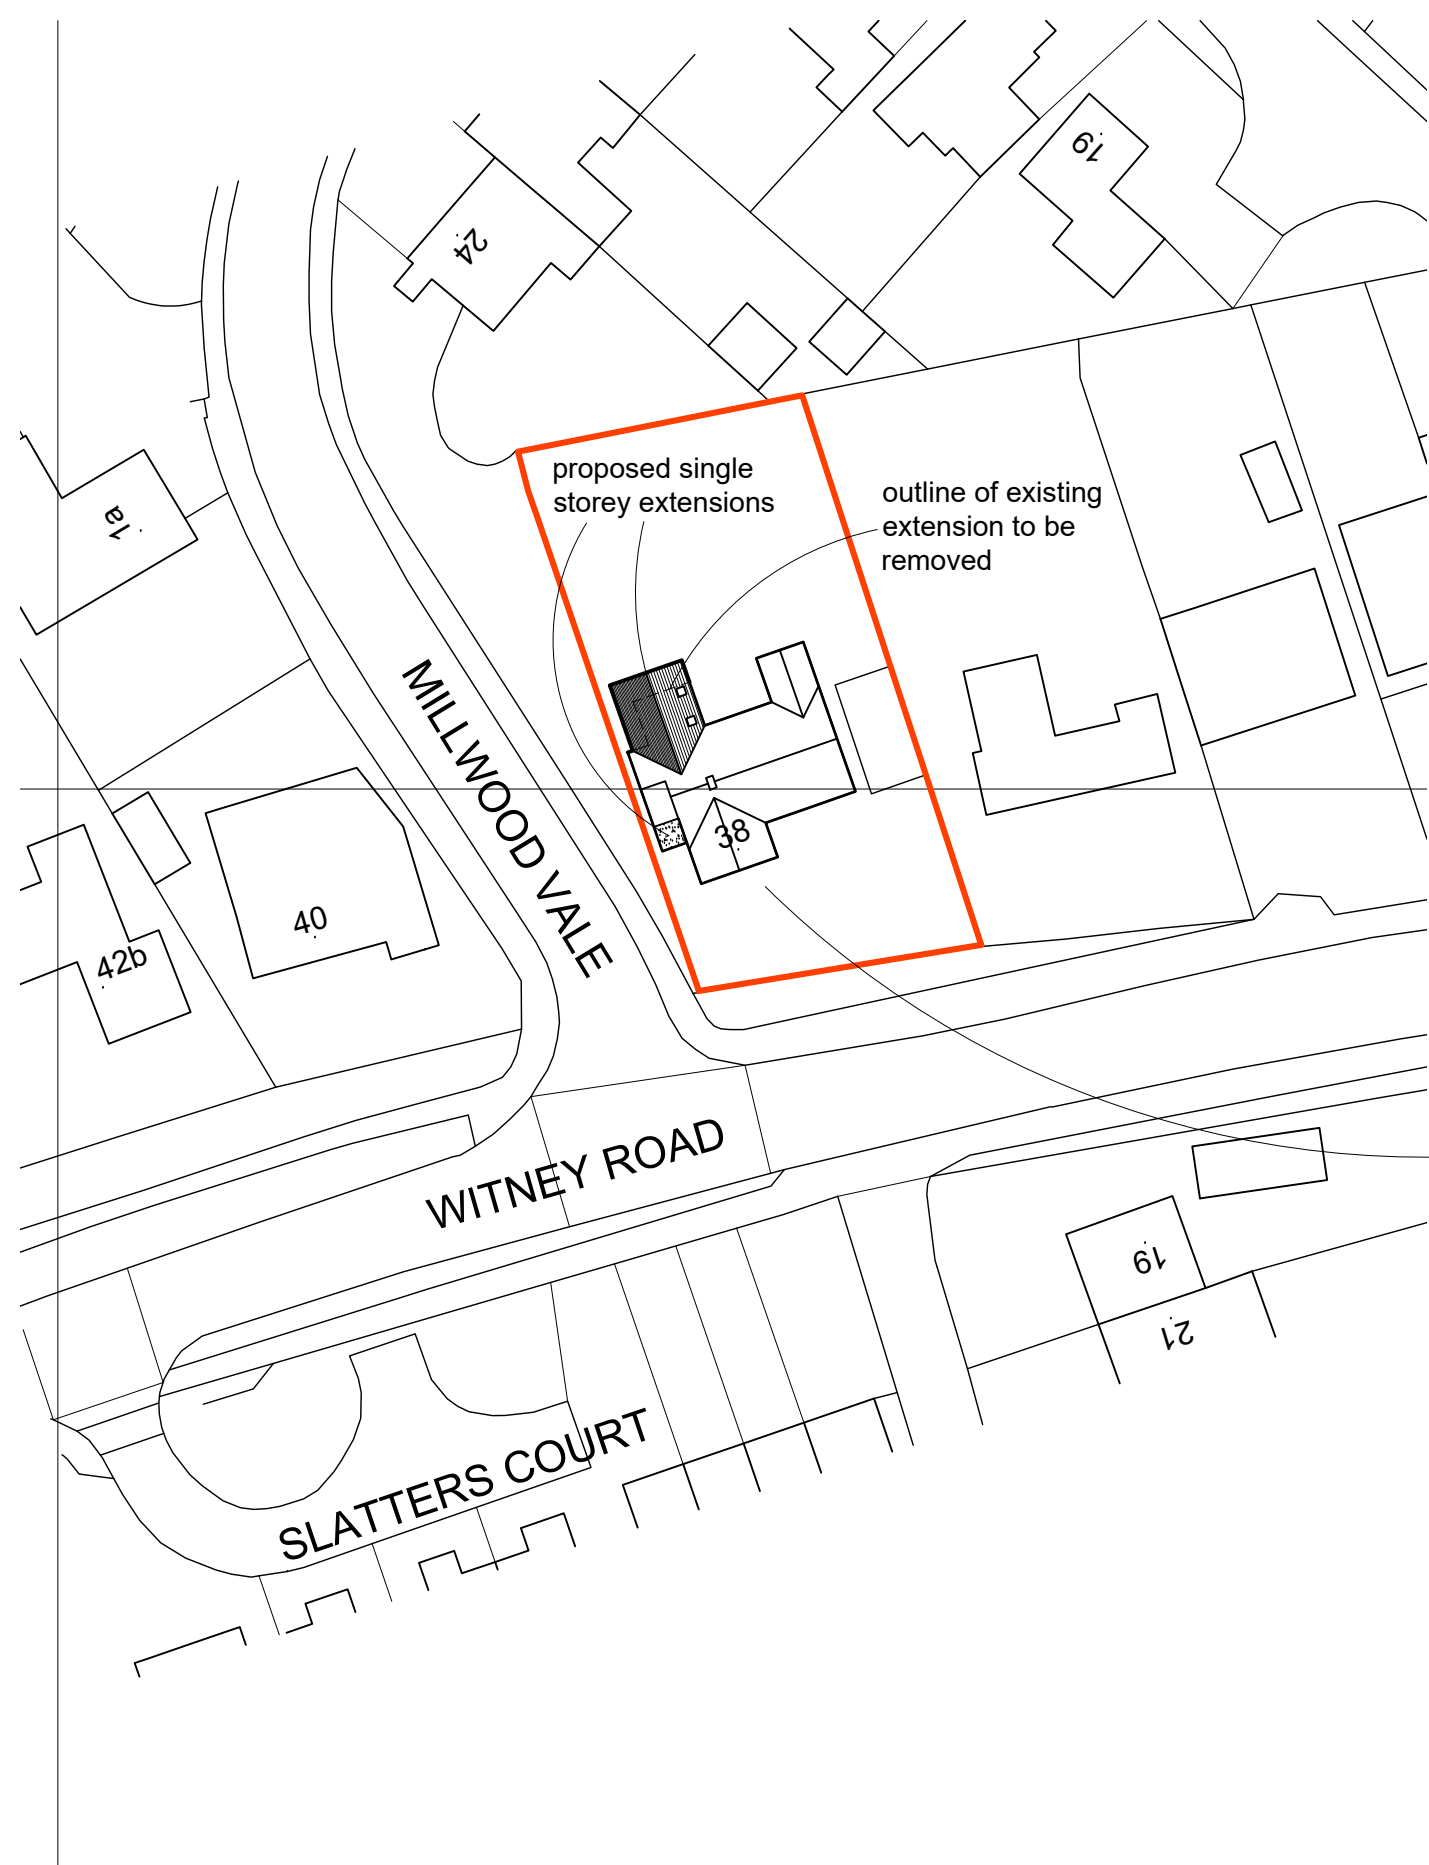 19
24
proposed single
storey extensions
outline of existing
extension to be
removed
1a
MILLWOOD VALE
38
40
42b
WITNEY ROAD
19
21
SLATTERS COURT